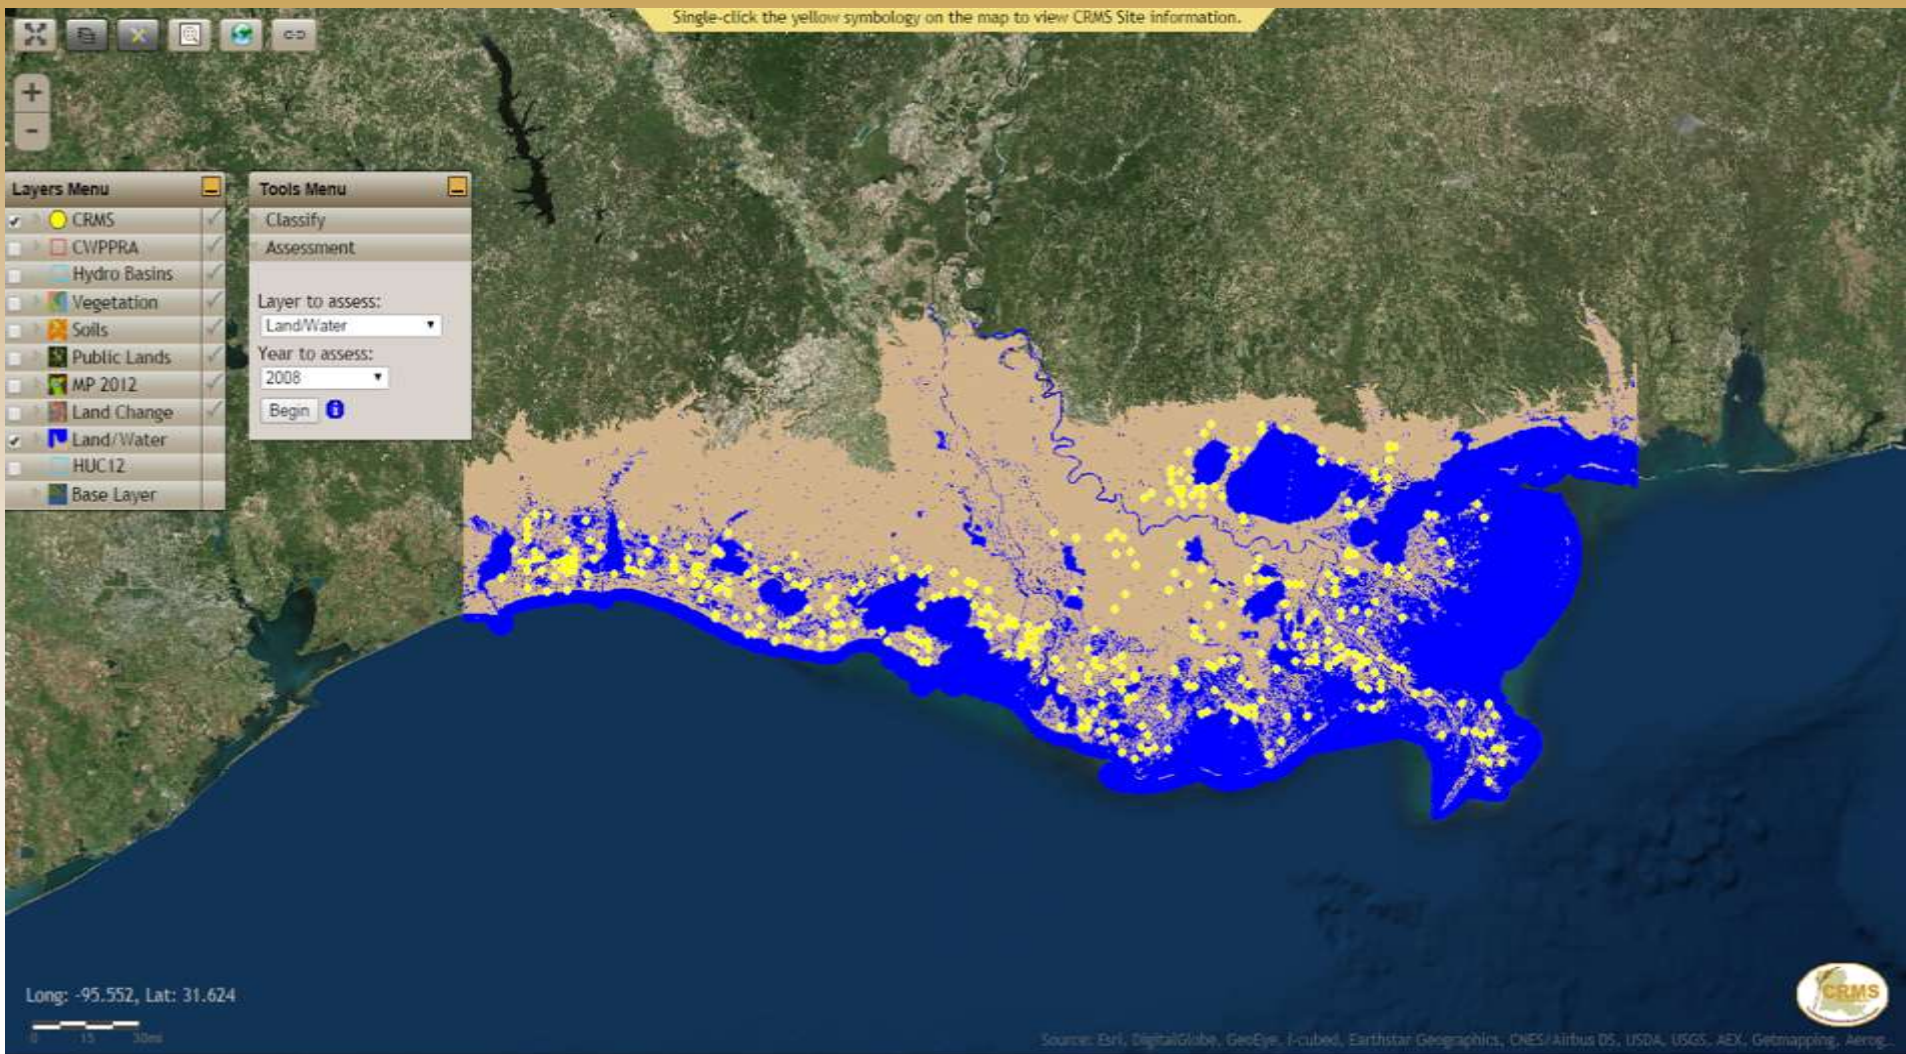 Single-click the yellow symbology on the map to view CRMS Site information.
+
-
Layers Menu
CRMS
CWPPRA
Hydro Basins
Vegetation
Soils
Public Lands
MP 2012
Land Change
Land/Water
HUC12
Base Layer
Tools Menu
Classify
Assessment
Layer to assess:
Land/Water
Year to assess:
2008
Begin
Long: -95.552, Lat: 31.624
0 15 30mi
CRMS
Source: Esri, DigitalGlobe, GeoEye, i-cubed, Earthstar Geographics, CNES/Airbus DS, USDA, USGS, AEX, Getmapping, Aerog...